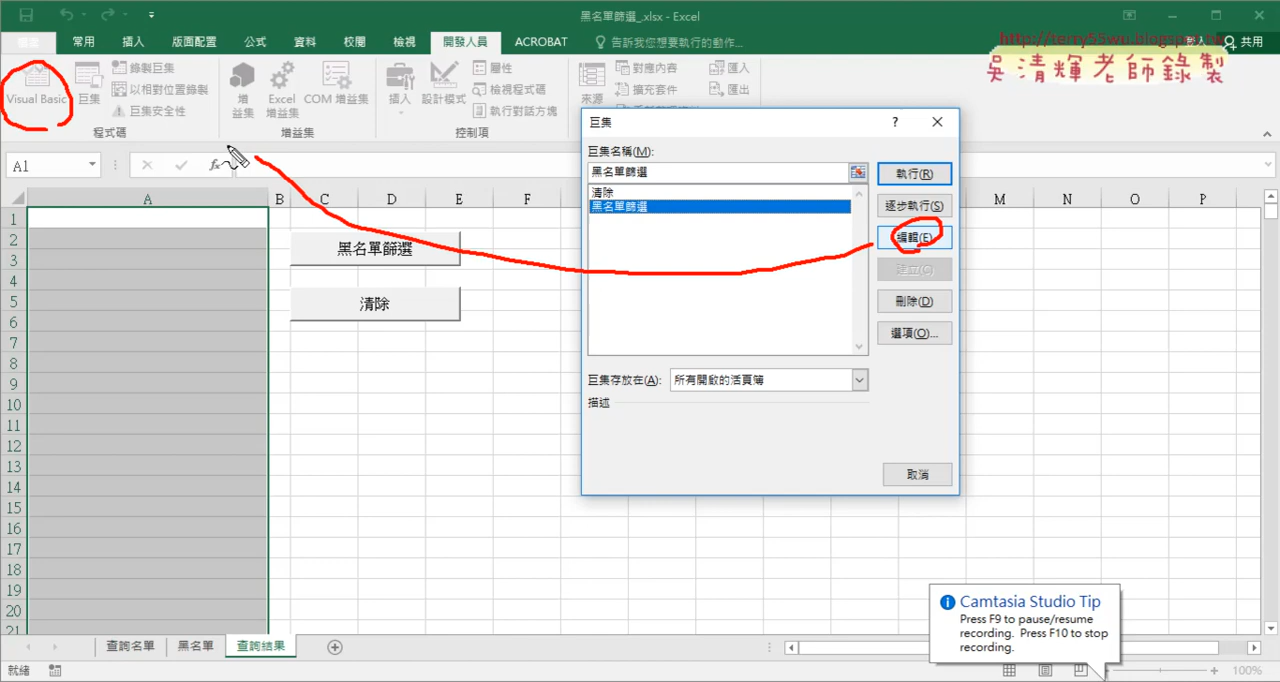 黑名單篩選_.xlsx - Excel
常用 插入 版面配置 公式 資料 校閱 檢視 開發人員 ACROBAT 告訴我您想要執行的動作... 共用
http://terry55wu.blogspot.tw
吳清輝老師錄製
Visual Basic 巨集 錄製巨集 以相對位置錄製 巨集安全性
增益集 Excel 增益集 COM 增益集
插入 設計模式 屬性 檢視程式碼 執行對話方塊
來源 對應內容 擴充套件 匯入 匯出
程式碼 增益集 控制項
A1 fx
A B C D E F M N O P
1
2
3
4
5
6
7
8
9
10
11
12
13
14
15
16
17
18
19
20
21
黑名單篩選
清除
巨集 ?
巨集名稱(M):
黑名單篩選
清除
黑名單篩選
執行(R)
逐步執行(S)
編輯(E)
建立(C)
刪除(D)
選項(O)...
巨集存放在(A): 所有開啟的活頁簿
描述
取消
Camtasia Studio Tip
Press F9 to pause/resume
recording. Press F10 to stop
recording.
查詢名單 黑名單 查詢結果
就緒 100%